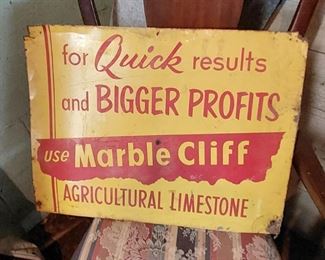 for Quick results
and BIGGER PROFITS
use Marble Cliff
AGRICULTURAL LIMESTONE